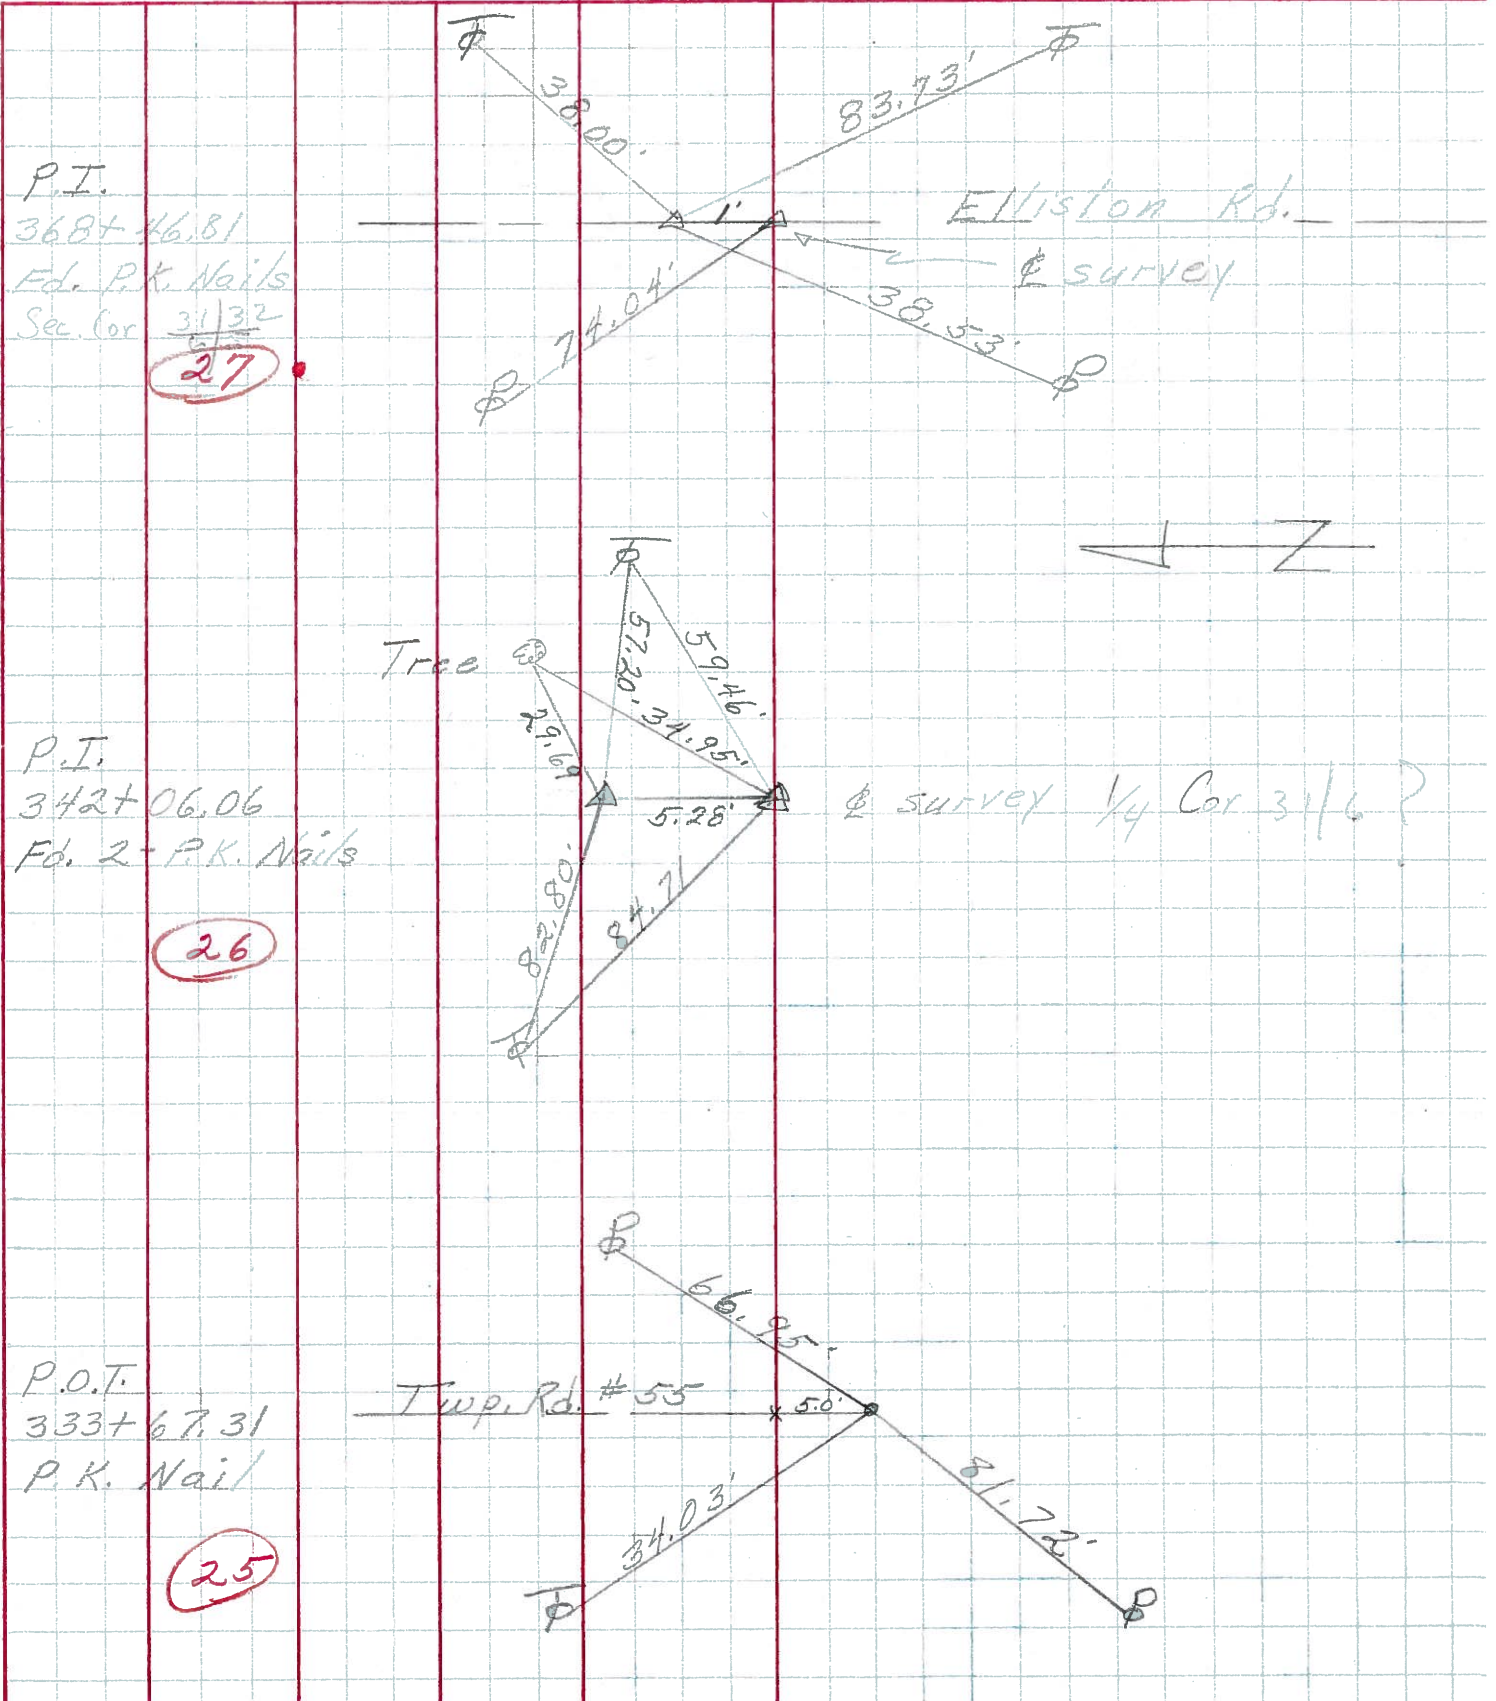 38.00'
83.73'
P.I.
368+46.81
Fd. P.K. Nails
Sec. Cor 31|32
27
1'
Elliston Rd.
℄ survey
74.04'
38.53'
N
Tree
57.20'
59.46'
29.69
34.95'
P.I.
342+06.06
Fd. 2-P.K. Nails
26
5.28'
℄ survey 1/4 Cor 31|6 ?
82.80'
84.71
66.95'
P.O.T.
333+67.31
P.K. Nail
25
Twp. Rd. #55
5.0'
34.03'
81.72'